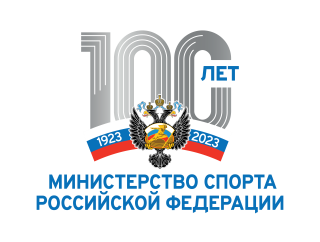 100 ЛЕТ
1923 2023
МИНИСТЕРСТВО СПОРТА
РОССИЙСКОЙ ФЕДЕРАЦИИ